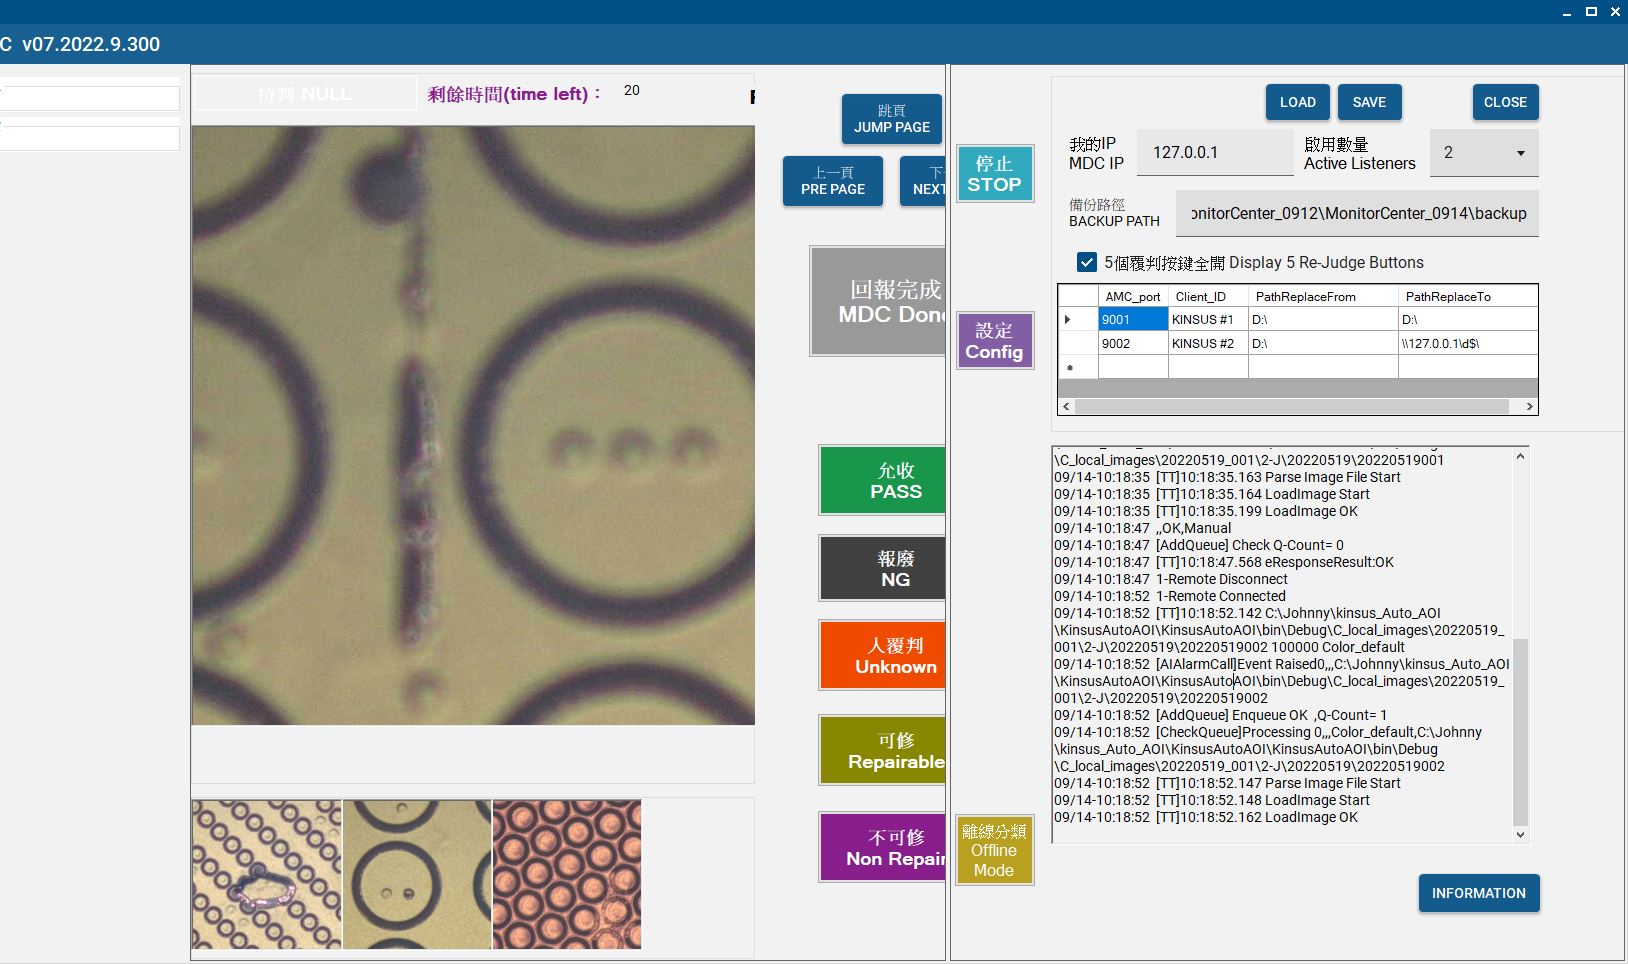 C v07.2022.9.300
待判 NULL
剩餘時間(time left)： 20
跳頁
JUMP PAGE
上一頁
PRE PAGE
下一
NEXT
回報完成
MDC Done
允收
PASS
報廢
NG
人覆判
Unknown
可修
Repairable
不可修
Non Repair
停止
STOP
設定
Config
離線分類
Offline
Mode
LOAD
SAVE
CLOSE
我的IP
MDC IP
127.0.0.1
啟用數量
Active Listeners
2
備份路徑
BACKUP PATH
onitorCenter_0912\MonitorCenter_0914\backup
5個覆判按鍵全開 Display 5 Re-Judge Buttons
AMC_port Client_ID PathReplaceFrom PathReplaceTo
9001 KINSUS #1 D:\ D:\
9002 KINSUS #2 D:\ \\127.0.0.1\d$\
\C_local_images\20220519_001\2-J\20220519\20220519001
09/14-10:18:35 [TT]10:18:35.163 Parse Image File Start
09/14-10:18:35 [TT]10:18:35.164 LoadImage Start
09/14-10:18:35 [TT]10:18:35.199 LoadImage OK
09/14-10:18:47 ,,OK,Manual
09/14-10:18:47 [AddQueue] Check Q-Count= 0
09/14-10:18:47 [TT]10:18:47.568 eResponseResult:OK
09/14-10:18:47 1-Remote Disconnect
09/14-10:18:52 1-Remote Connected
09/14-10:18:52 [TT]10:18:52.142 C:\Johnny\kinsus_Auto_AOI
\KinsusAutoAOI\KinsusAutoAOI\bin\Debug\C_local_images\20220519_
001\2-J\20220519\20220519002 100000 Color_default
09/14-10:18:52 [AIAlarmCall]Event Raised0,,,C:\Johnny\kinsus_Auto_AOI
\KinsusAutoAOI\KinsusAutoAOI\bin\Debug\C_local_images\20220519_
001\2-J\20220519\20220519002
09/14-10:18:52 [AddQueue] Enqueue OK ,Q-Count= 1
09/14-10:18:52 [CheckQueue]Processing 0,,,Color_default,C:\Johnny
\kinsus_Auto_AOI\KinsusAutoAOI\KinsusAutoAOI\bin\Debug
\C_local_images\20220519_001\2-J\20220519\20220519002
09/14-10:18:52 [TT]10:18:52.147 Parse Image File Start
09/14-10:18:52 [TT]10:18:52.148 LoadImage Start
09/14-10:18:52 [TT]10:18:52.162 LoadImage OK
INFORMATION